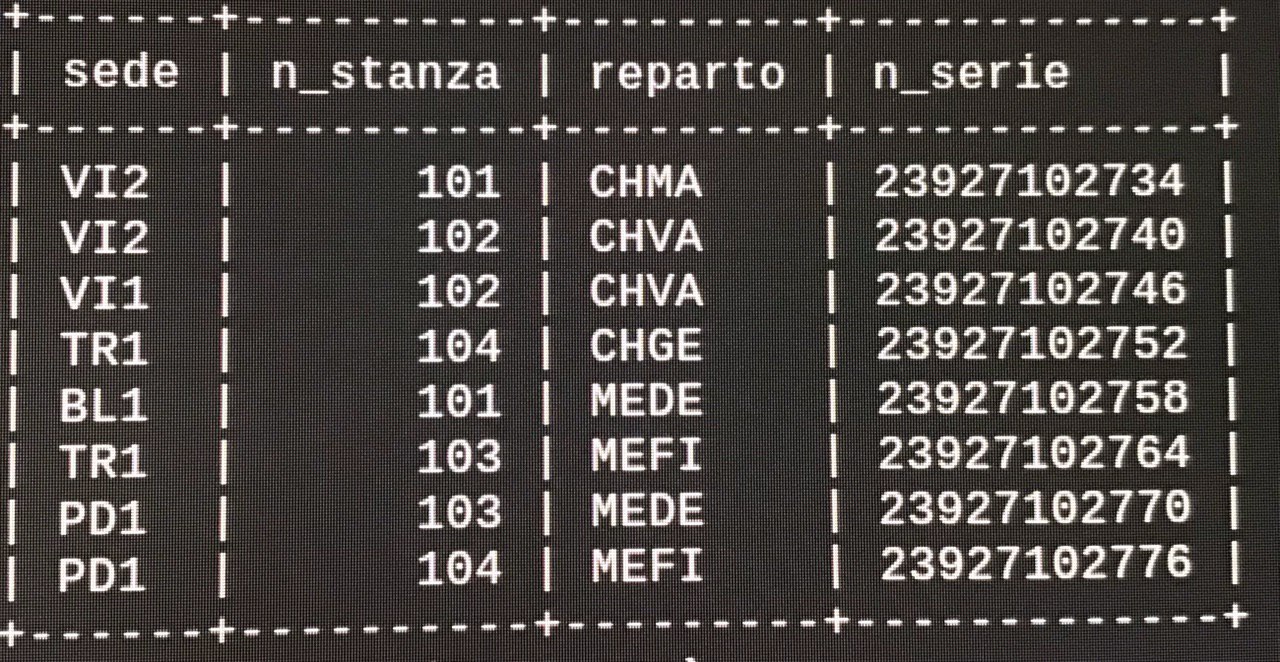 +------+----------+---------+-------------+
| sede | n_stanza | reparto | n_serie     |
+------+----------+---------+-------------+
| VI2  |      101 | CHMA    | 23927102734 |
| VI2  |      102 | CHVA    | 23927102740 |
| VI1  |      102 | CHVA    | 23927102746 |
| TR1  |      104 | CHGE    | 23927102752 |
| BL1  |      101 | MEDE    | 23927102758 |
| TR1  |      103 | MEFI    | 23927102764 |
| PD1  |      103 | MEDE    | 23927102770 |
| PD1  |      104 | MEFI    | 23927102776 |
+------+----------+---------+-------------+